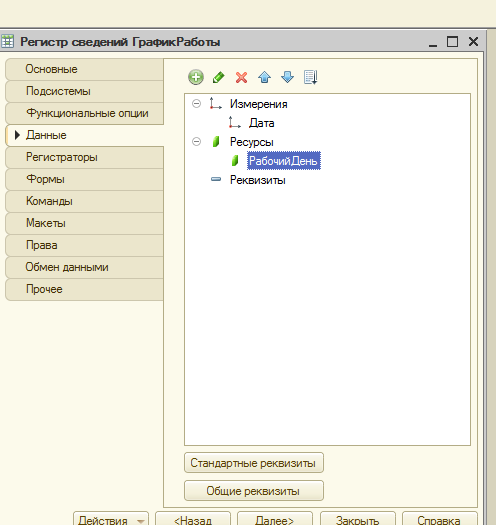 Регистр сведений ГрафикРаботы
Основные
Подсистемы
Функциональные опции
Данные
Регистраторы
Формы
Команды
Макеты
Права
Обмен данными
Прочее
Измерения
Дата
Ресурсы
РабочийДень
Реквизиты
Стандартные реквизиты
Общие реквизиты
Действия <Назад Далее> Закрыть Справка